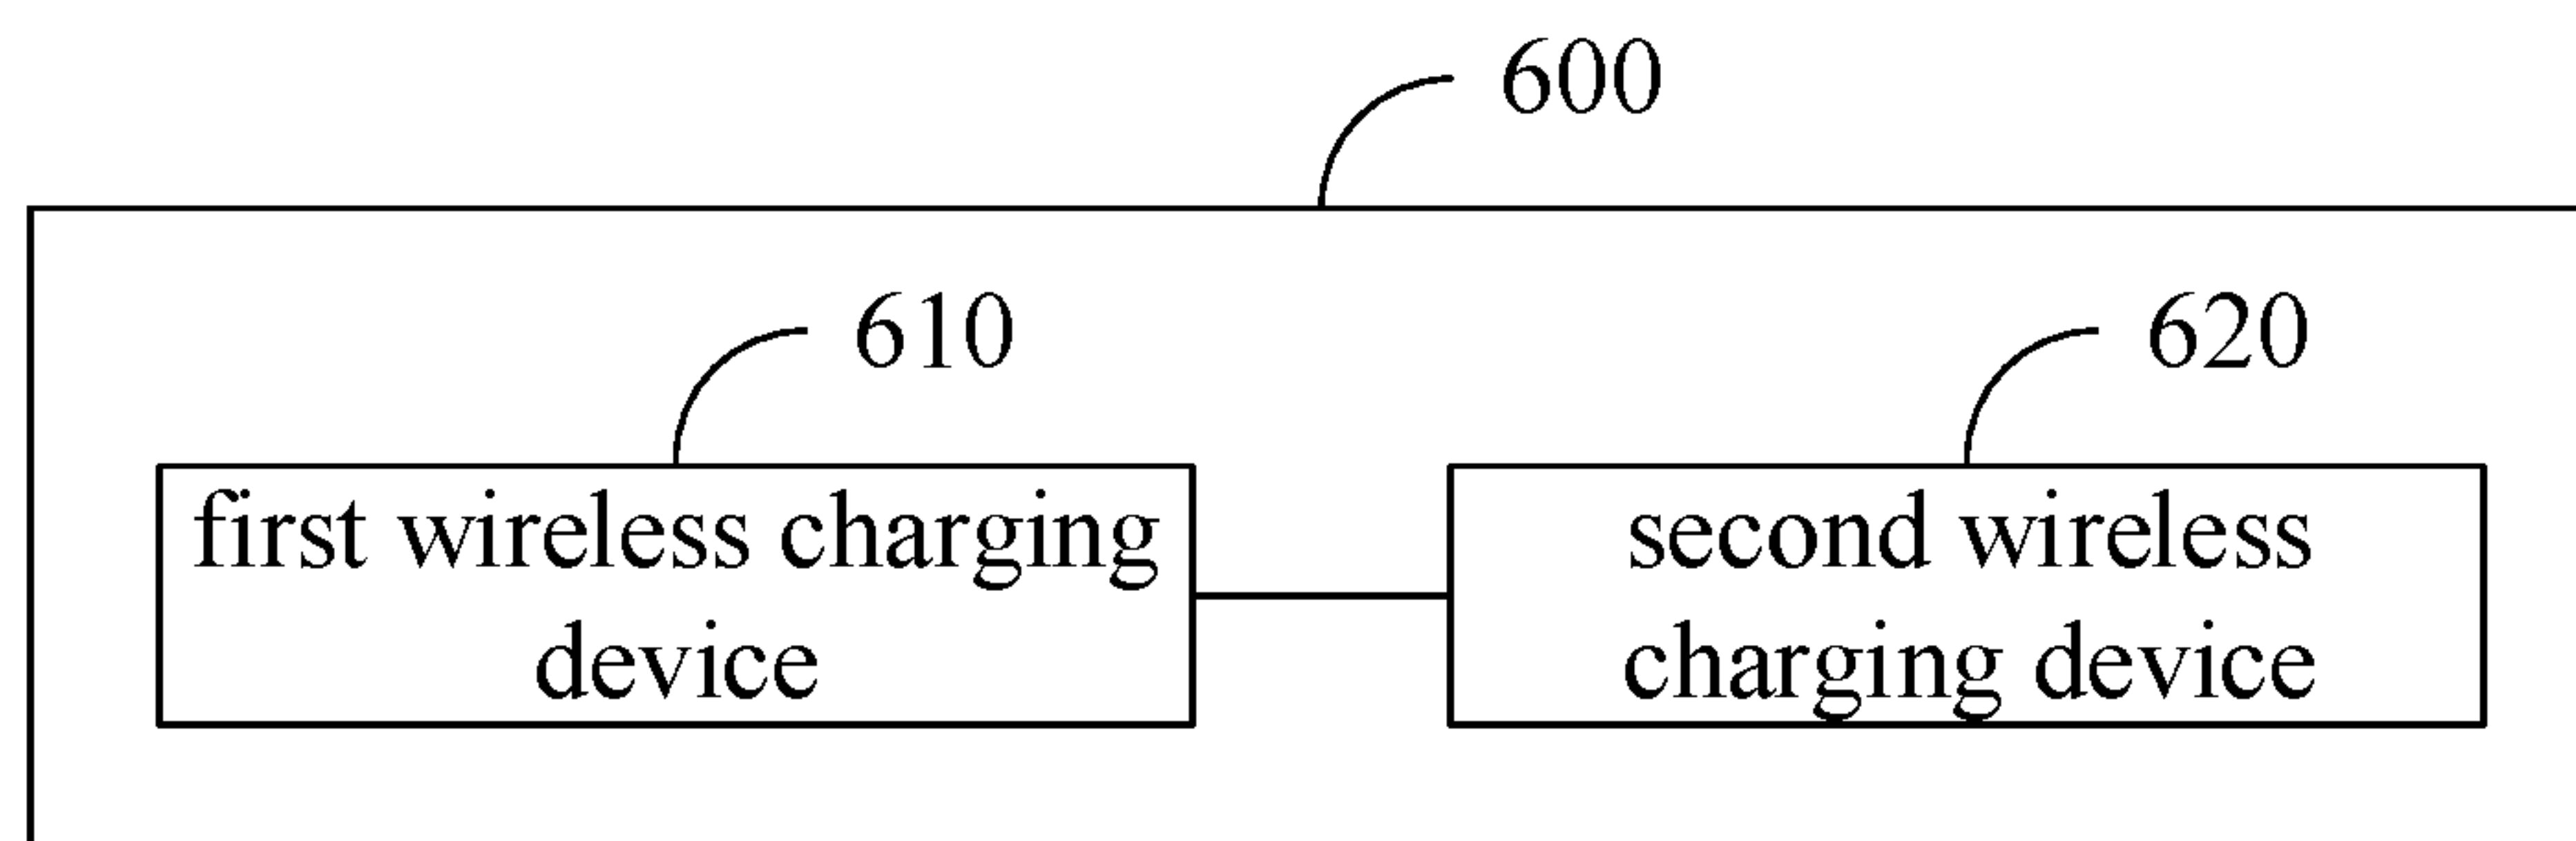 600
610
620
first wireless charging
device
second wireless
charging device